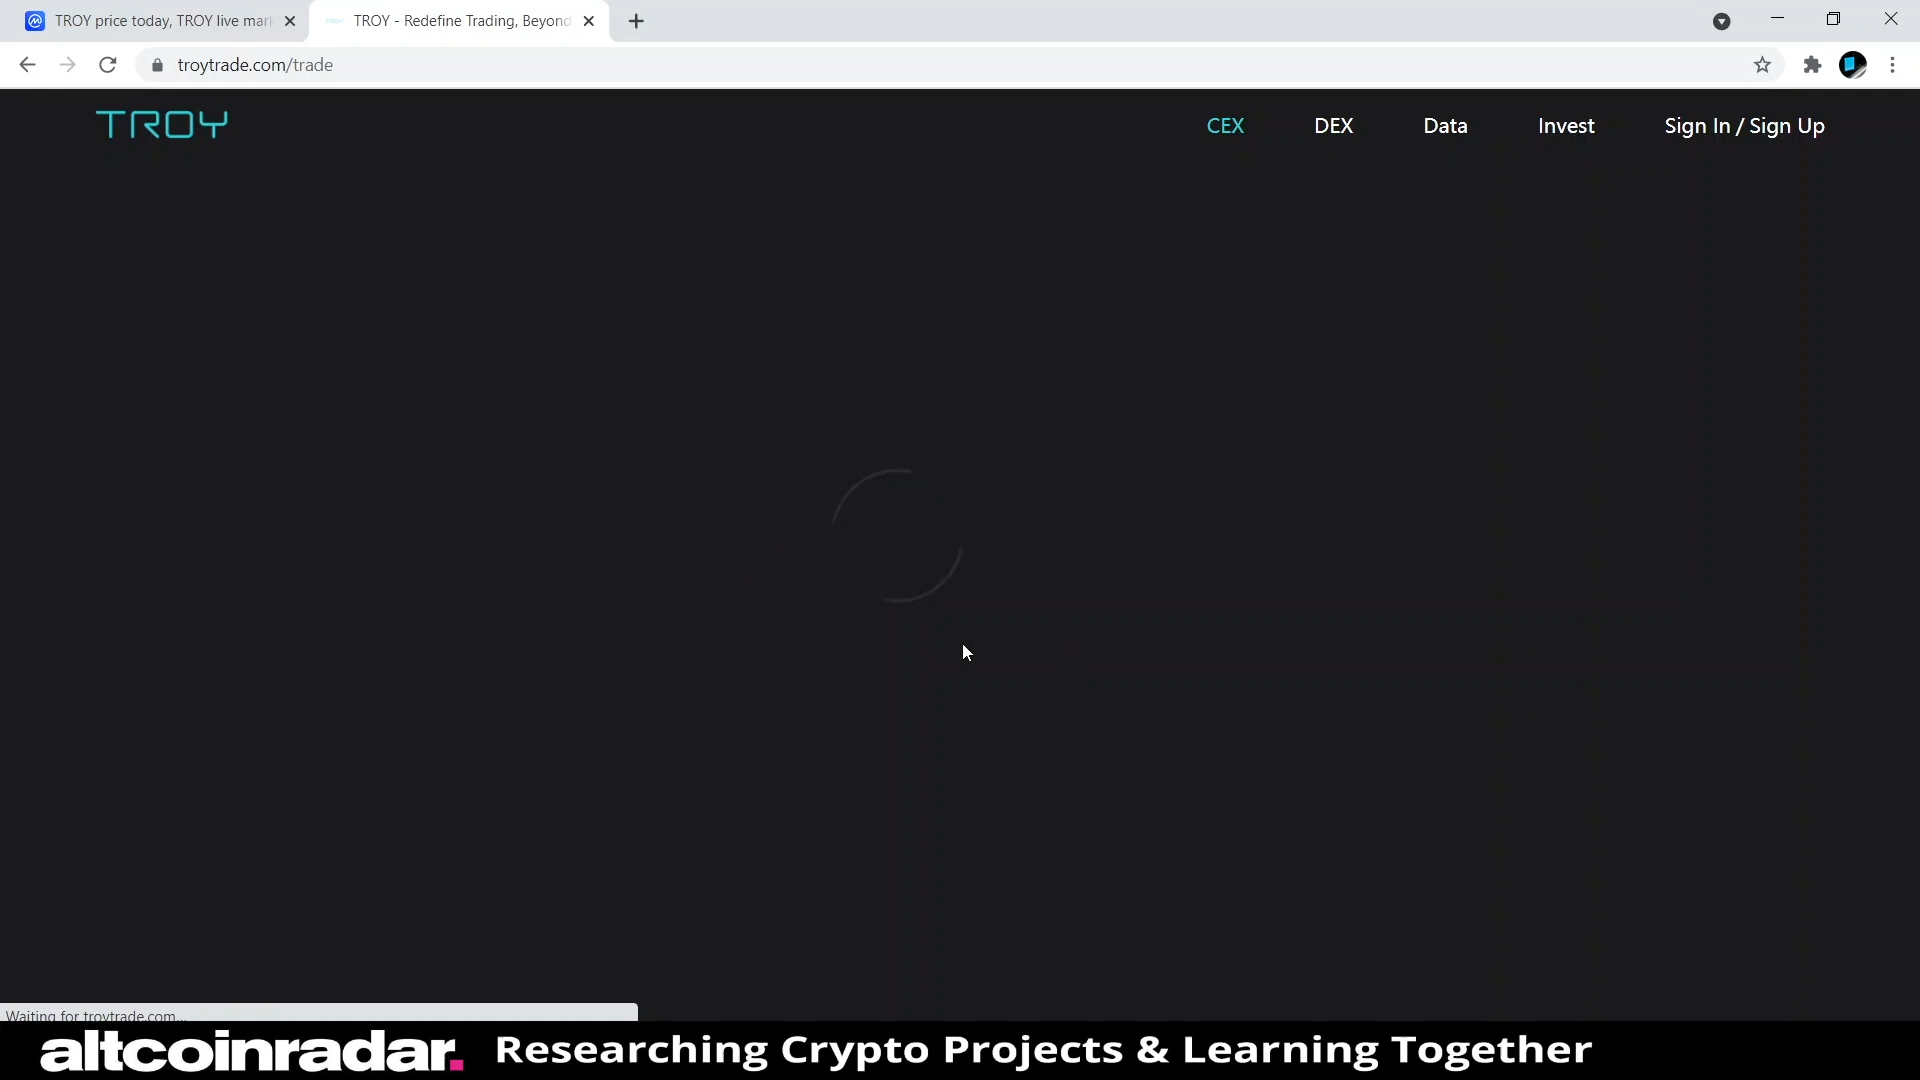 TROY price today, TROY live mar
TROY - Redefine Trading, Beyond
troytrade.com/trade
TROY
CEX
DEX
Data
Invest
Sign In / Sign Up
Waiting for troytrade.com...
altcoinradar.
Researching Crypto Projects & Learning Together